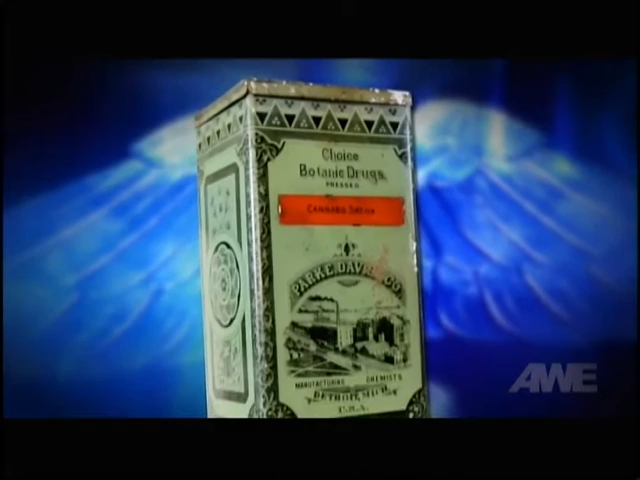 Choice
Botanic Drugs
PRESSED
CANNABIS SATIVA
PARKE DAVIS & CO
MANUFACTURING CHEMISTS
DETROIT, MICH
U.S.A.
AWE